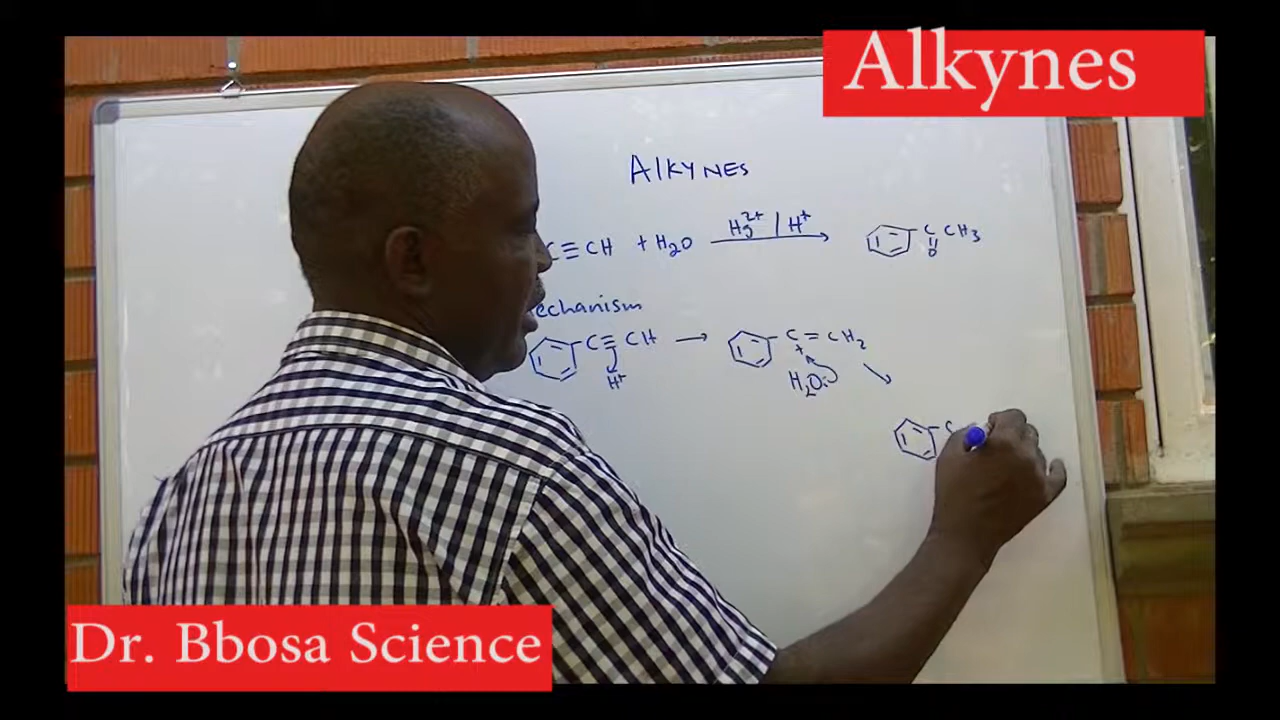 Alkynes
ALKYNES
C≡CH + H2O Hg2+ / H+ C CH3
O
echanism
C≡CH → C=CH2
+
H+ H2O:
C
Dr. Bbosa Science